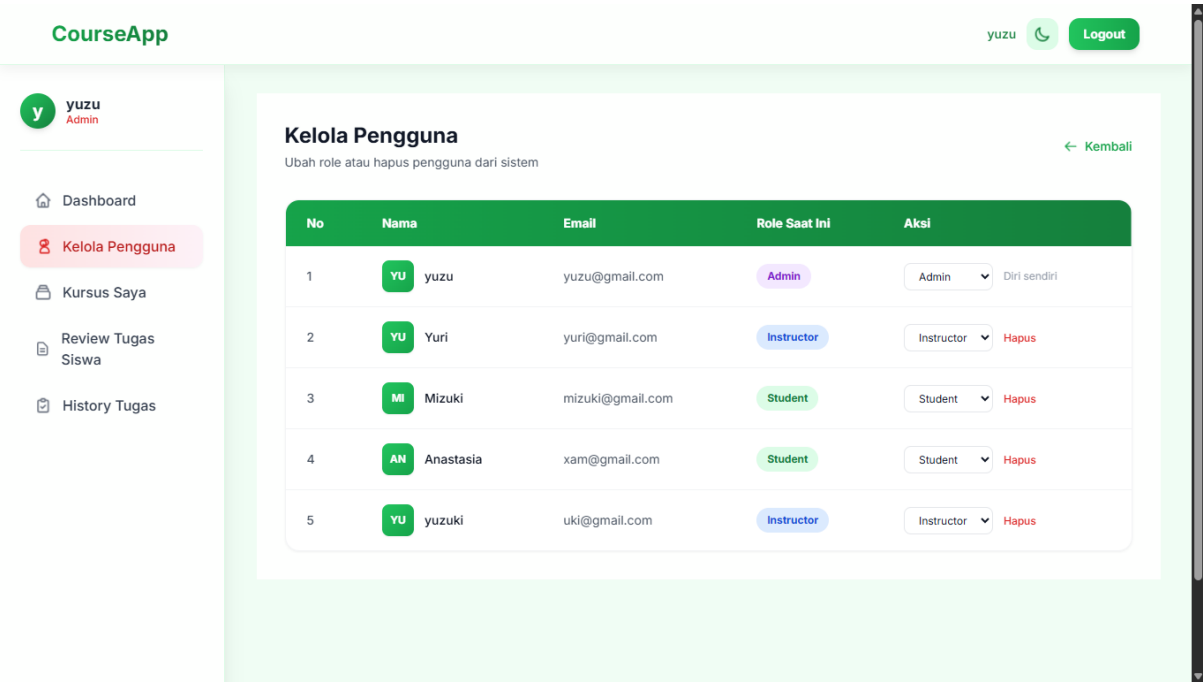 CourseApp
yuzu
Logout
y
yuzu
Admin
Dashboard
Kelola Pengguna
Kursus Saya
Review Tugas
Siswa
History Tugas
Kelola Pengguna
Ubah role atau hapus pengguna dari sistem
← Kembali
No Nama Email Role Saat Ini Aksi
1 YU yuzu yuzu@gmail.com Admin Admin Diri sendiri
2 YU Yuri yuri@gmail.com Instructor Instructor Hapus
3 MI Mizuki mizuki@gmail.com Student Student Hapus
4 AN Anastasia xam@gmail.com Student Student Hapus
5 YU yuzuki uki@gmail.com Instructor Instructor Hapus